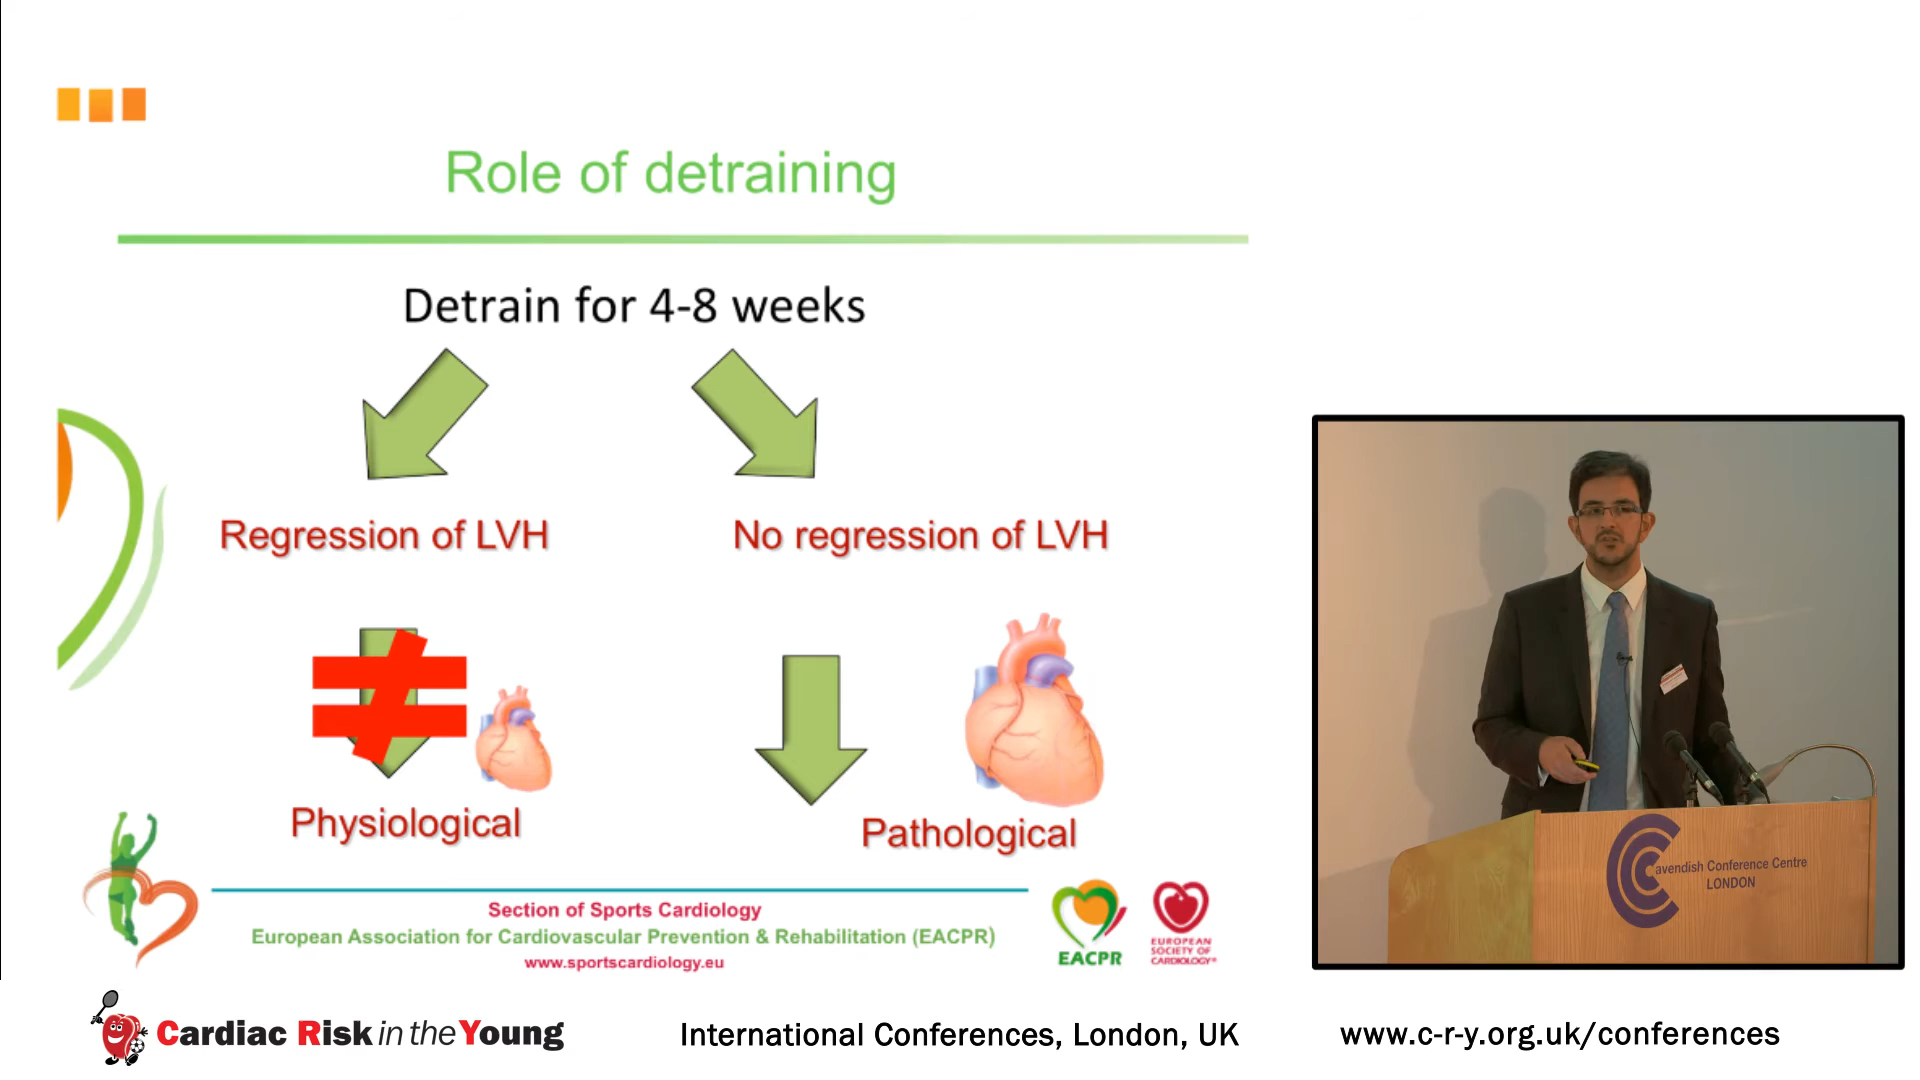 Role of detraining
Detrain for 4-8 weeks
Regression of LVH
No regression of LVH
≠
Physiological
Pathological
Section of Sports Cardiology
European Association for Cardiovascular Prevention & Rehabilitation (EACPR)
www.sportscardiology.eu
EACPR
EUROPEAN
SOCIETY OF
CARDIOLOGY®
Cavendish Conference Centre
LONDON
Cardiac Risk in the Young
International Conferences, London, UK
www.c-r-y.org.uk/conferences